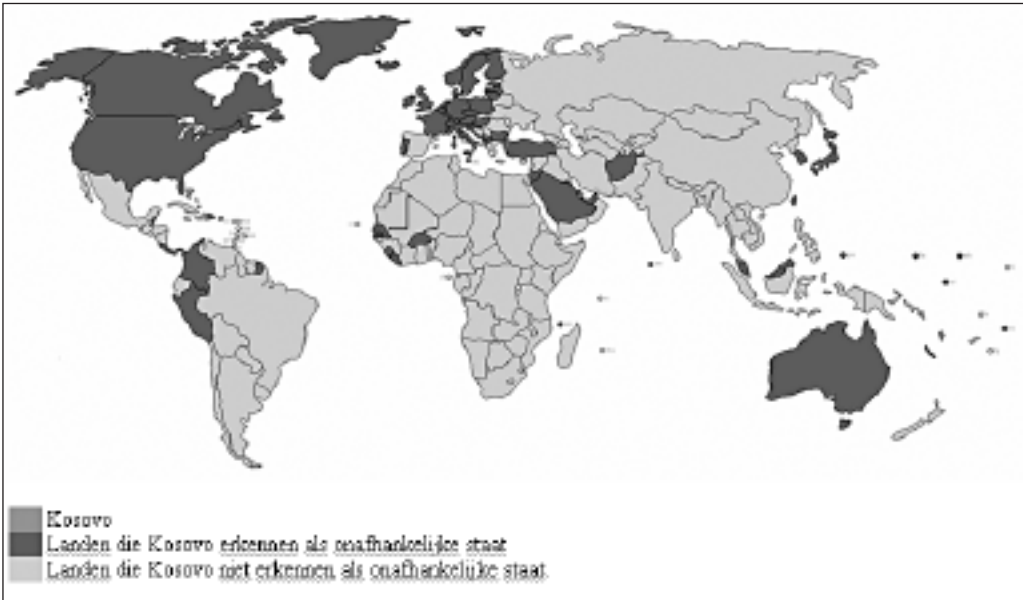 Kosovo
Landen die Kosovo erkennen als onafhankelijke staat
Landen die Kosovo niet erkennen als onafhankelijke staat.